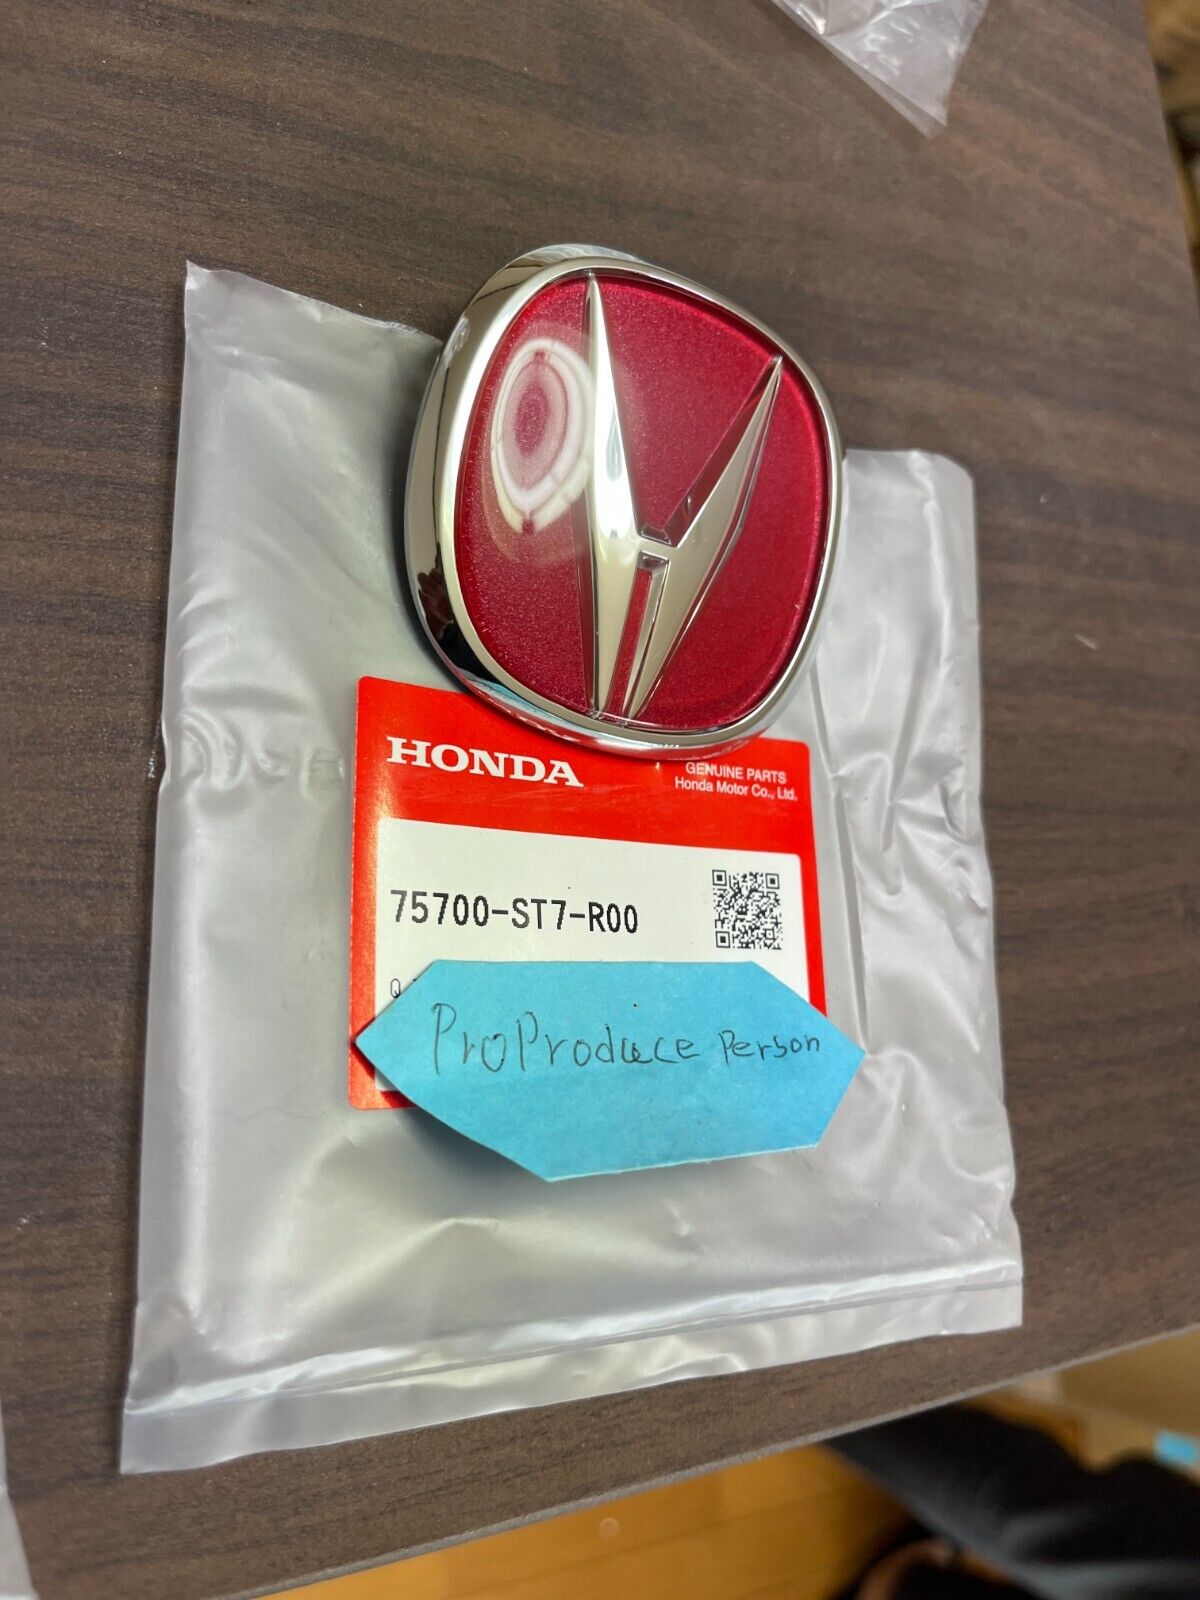 HONDA
GENUINE PARTS
Honda Motor Co., Ltd.
75700-ST7-R00
ProProduce Person